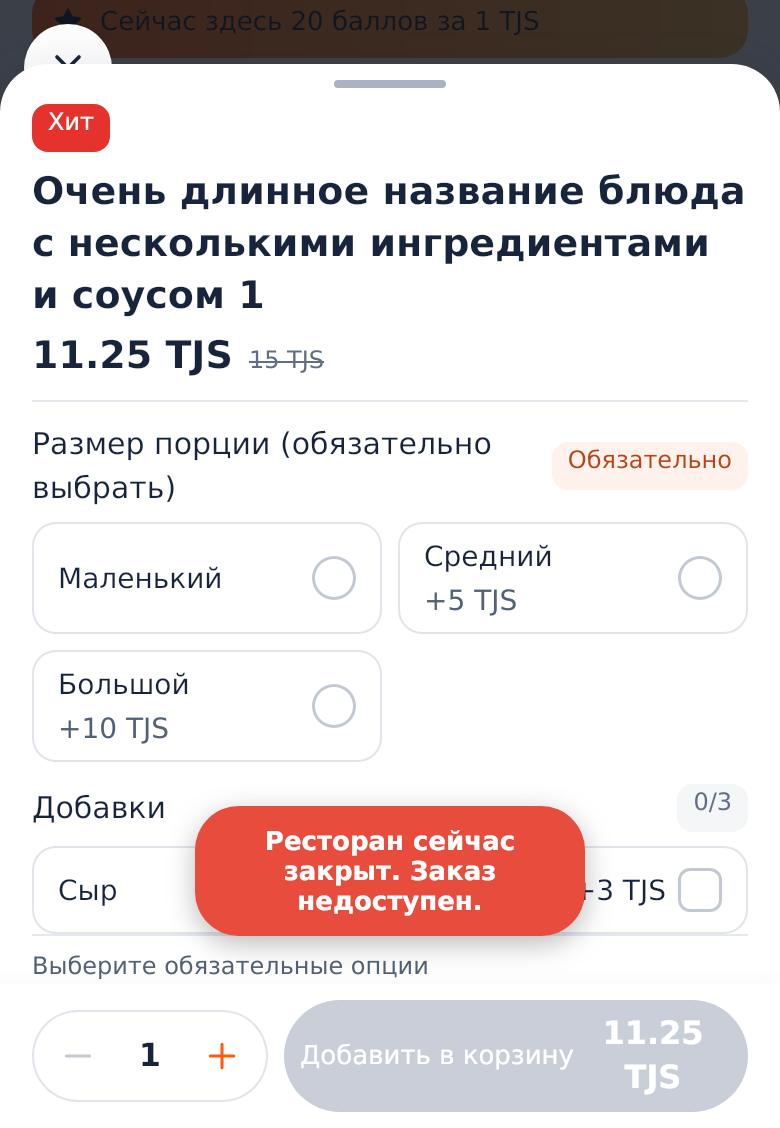 Сейчас здесь 20 баллов за 1 TJS
Хит
Очень длинное название блюда
с несколькими ингредиентами
и соусом 1
11.25 TJS 15 TJS
Размер порции (обязательно
выбрать)
Обязательно
Маленький
Средний
+5 TJS
Большой
+10 TJS
Добавки
0/3
Ресторан сейчас
закрыт. Заказ
недоступен.
Сыр
+3 TJS
Выберите обязательные опции
1
Добавить в корзину
11.25
TJS